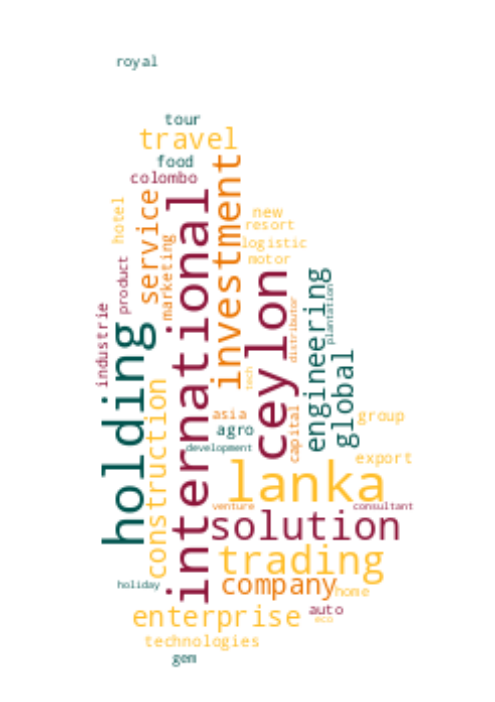 royal
tour
travel
food
colombo
investment
international
service
hotel
new
resort
logistic
marketing
motor
product
ceylon
engineering
plantation
distributor
industrie
holding
global
tech
construction
asia
capital
group
agro
development
export
lanka
venture
consultant
solution
trading
company
holiday
home
enterprise
auto
eco
technologies
gem